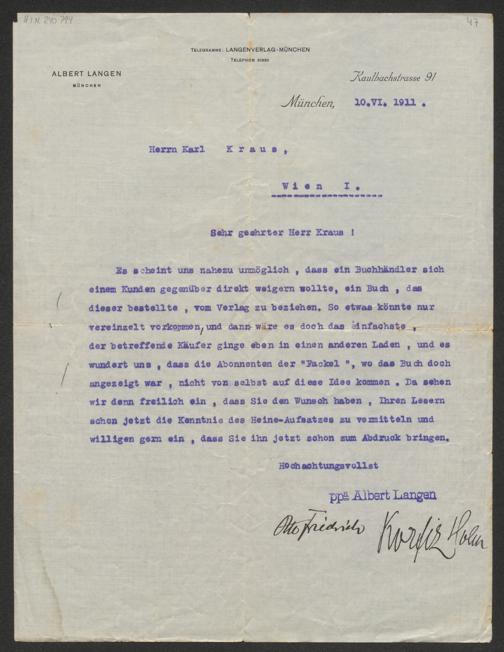 H.I.N. 240 794
47
TELEGRAMME: LANGENVERLAG-MÜNCHEN
TELEPHON
ALBERT LANGEN
MÜNCHEN
Kaulbachstrasse 91
München, 10.VI. 1911 .
Herrn Karl K r a u s ,
W i e n I.
Sehr geehrter Herr Kraus !
Es scheint uns nahezu unmöglich , dass ein Buchhändler sich
einem Kunden gegenüber direkt weigern wollte, ein Buch , das
dieser bestellte , vom Verlag zu beziehen. So etwas könnte nur
vereinzelt vorkommen, und dann wäre es doch das Einfachste ,
der betreffende Käufer ginge eben in einen anderen Laden , und es
wundert uns , dass die Abonnenten der "Fackel ", wo das Buch doch
angezeigt war , nicht von selbst auf diese Idee kommen . Da sehen
wir denn freilich ein , dass Sie den Wunsch haben , Ihren Lesern
schon jetzt die Kenntnis des Heine-Aufsatzes zu vermitteln und
willigen gern ein , dass Sie ihn jetzt schon zum Abdruck bringen.
Hochachtungsvollst
ppa Albert Langen
Otto Friedrich Korfiz Holm